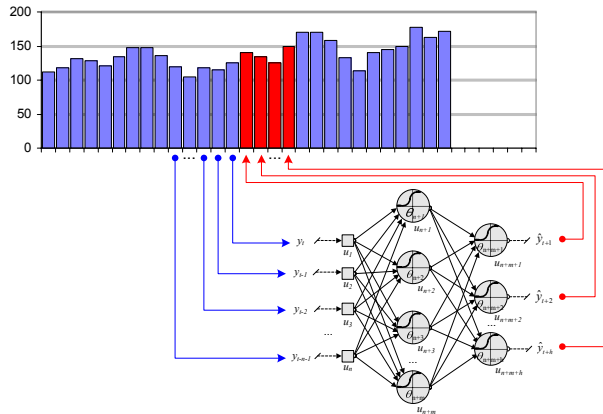 200
150
100
50
0
... ...
y_t
u_1
θ_{n+1}
u_{n+1}
θ_{n+m+1}
u_{n+m+1}
ŷ_{t+1}
y_{t-1}
u_2
θ_{n+2}
u_{n+2}
θ_{n+m+2}
u_{n+m+2}
ŷ_{t+2}
y_{t-2}
u_3
θ_{n+3}
u_{n+3}
...
...
...
y_{t-n-1}
u_n
θ_{n+m}
u_{n+m}
θ_{n+m+h}
u_{n+m+h}
ŷ_{t+h}